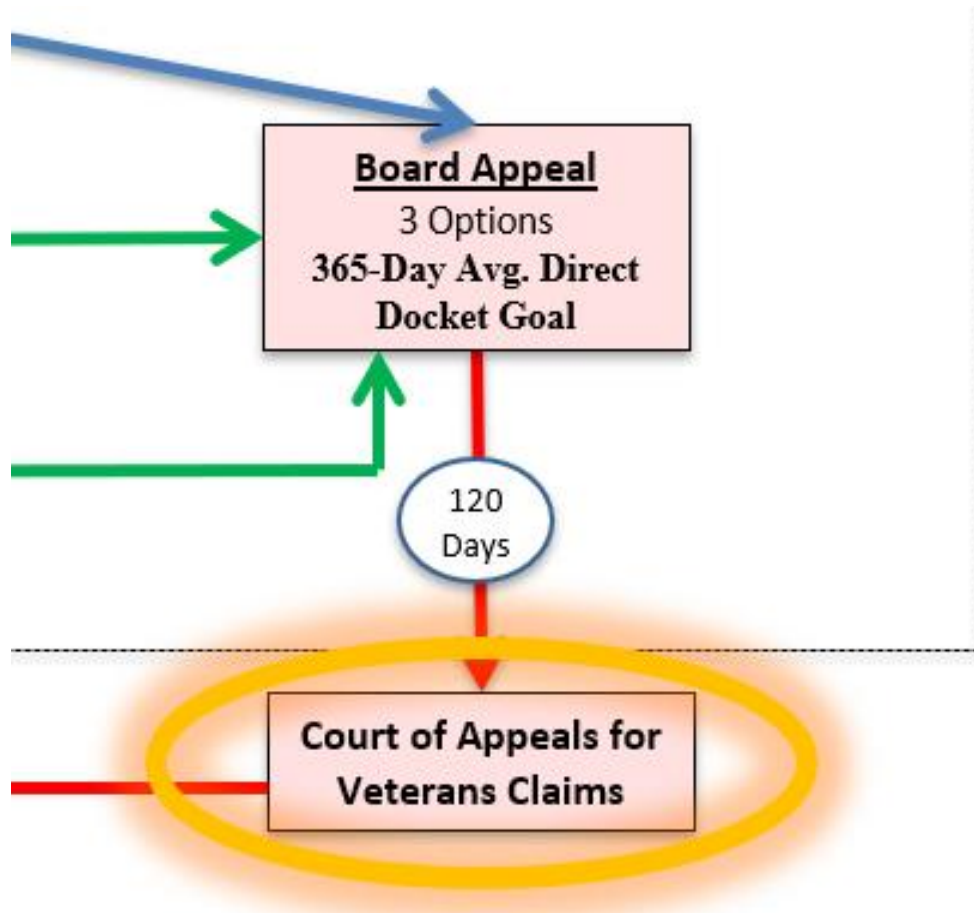 Board Appeal
3 Options
365-Day Avg. Direct
Docket Goal
120
Days
Court of Appeals for
Veterans Claims